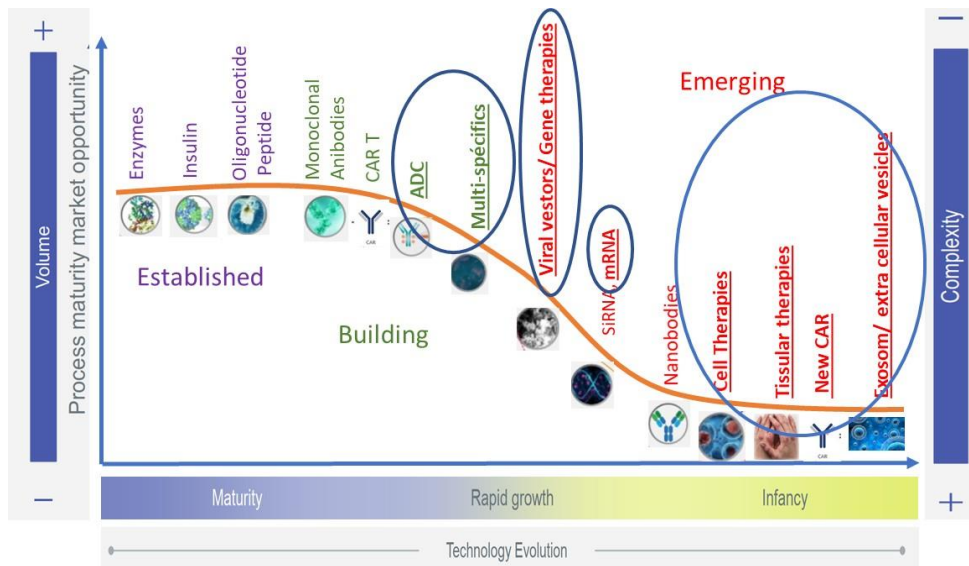 +
−
Volume
−
+
Complexity
Process maturity market opportunity
Enzymes
Insulin
Oligonucleotide
Peptide
Monoclonal
Anibodies
CAR T
ADC
Multi-spécifics
Viral vestors/ Gene therapies
SiRNA, mRNA
Nanobodies
Cell Therapies
Tissular therapies
New CAR
Exosom/ extra cellular vesicles
Emerging
Established
Building
CAR
CAR
Maturity
Rapid growth
Infancy
Technology Evolution